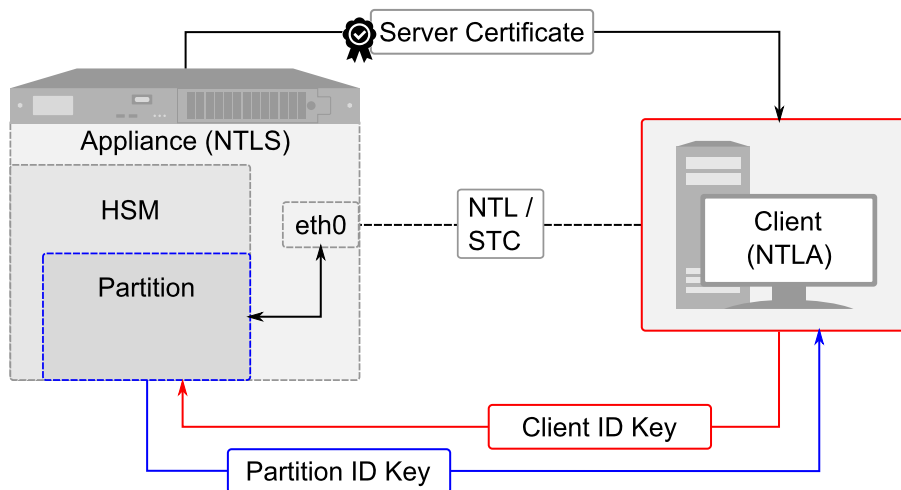 Server Certificate
Appliance (NTLS)
HSM
eth0
NTL /
STC
Client
(NTLA)
Partition
Client ID Key
Partition ID Key